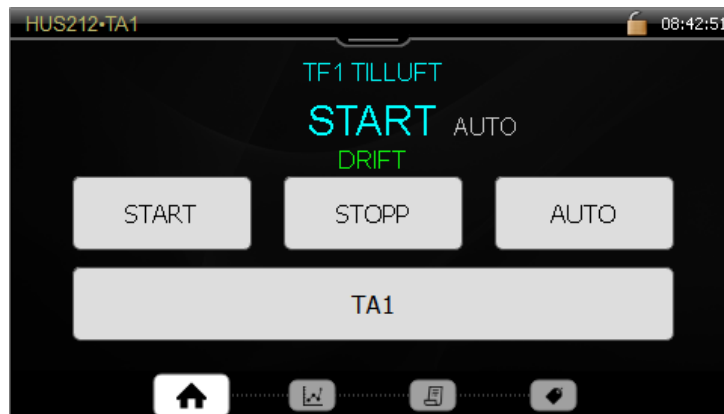 HUS212•TA1 08:42:51
TF1 TILLUFT
START AUTO
DRIFT
START STOPP AUTO
TA1